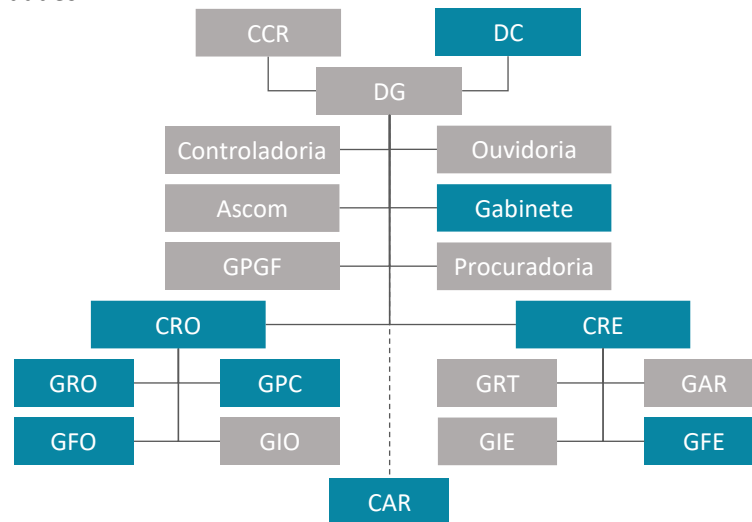 CCR
DC
DG
Controladoria
Ouvidoria
Ascom
Gabinete
GPGF
Procuradoria
CRO
CRE
GRO
GPC
GRT
GAR
GFO
GIO
GIE
GFE
CAR